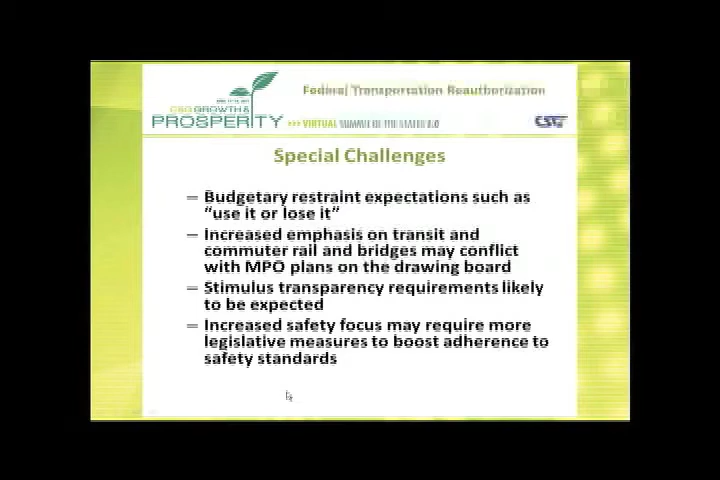 Federal Transportation Reauthorization
CSG GROWTH &
PROSPERITY
>>> VIRTUAL SUMMIT OF THE STATES 2.0
CSG
Special Challenges
— Budgetary restraint expectations such as
“use it or lose it”
— Increased emphasis on transit and
commuter rail and bridges may conflict
with MPO plans on the drawing board
— Stimulus transparency requirements likely
to be expected
— Increased safety focus may require more
legislative measures to boost adherence to
safety standards